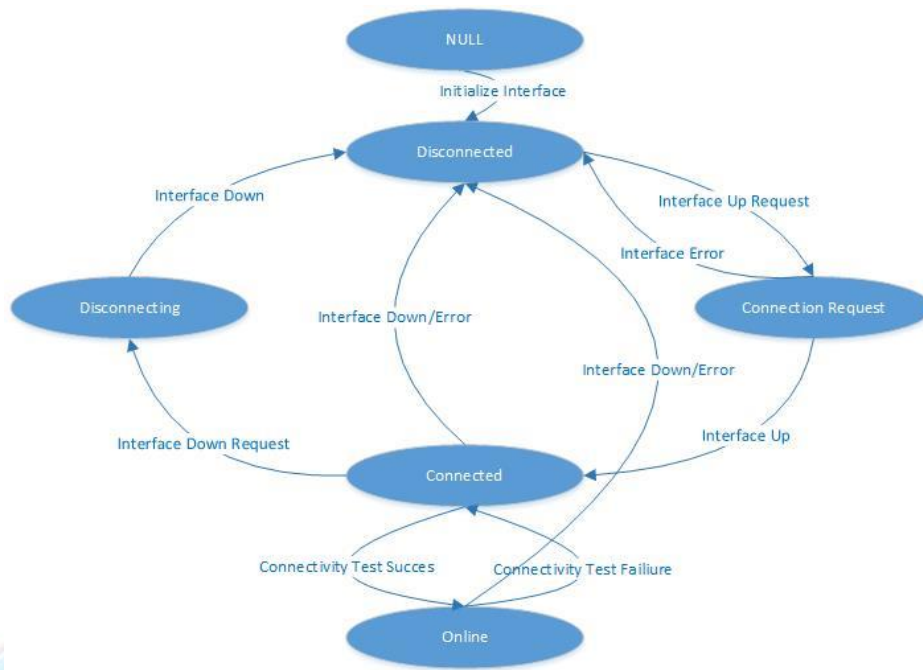 NULL
Initialize Interface
Disconnected
Interface Down
Interface Up Request
Interface Error
Disconnecting
Connection Request
Interface Down/Error
Interface Down/Error
Interface Down Request
Interface Up
Connected
Connectivity Test Succes
Connectivity Test Failiure
Online